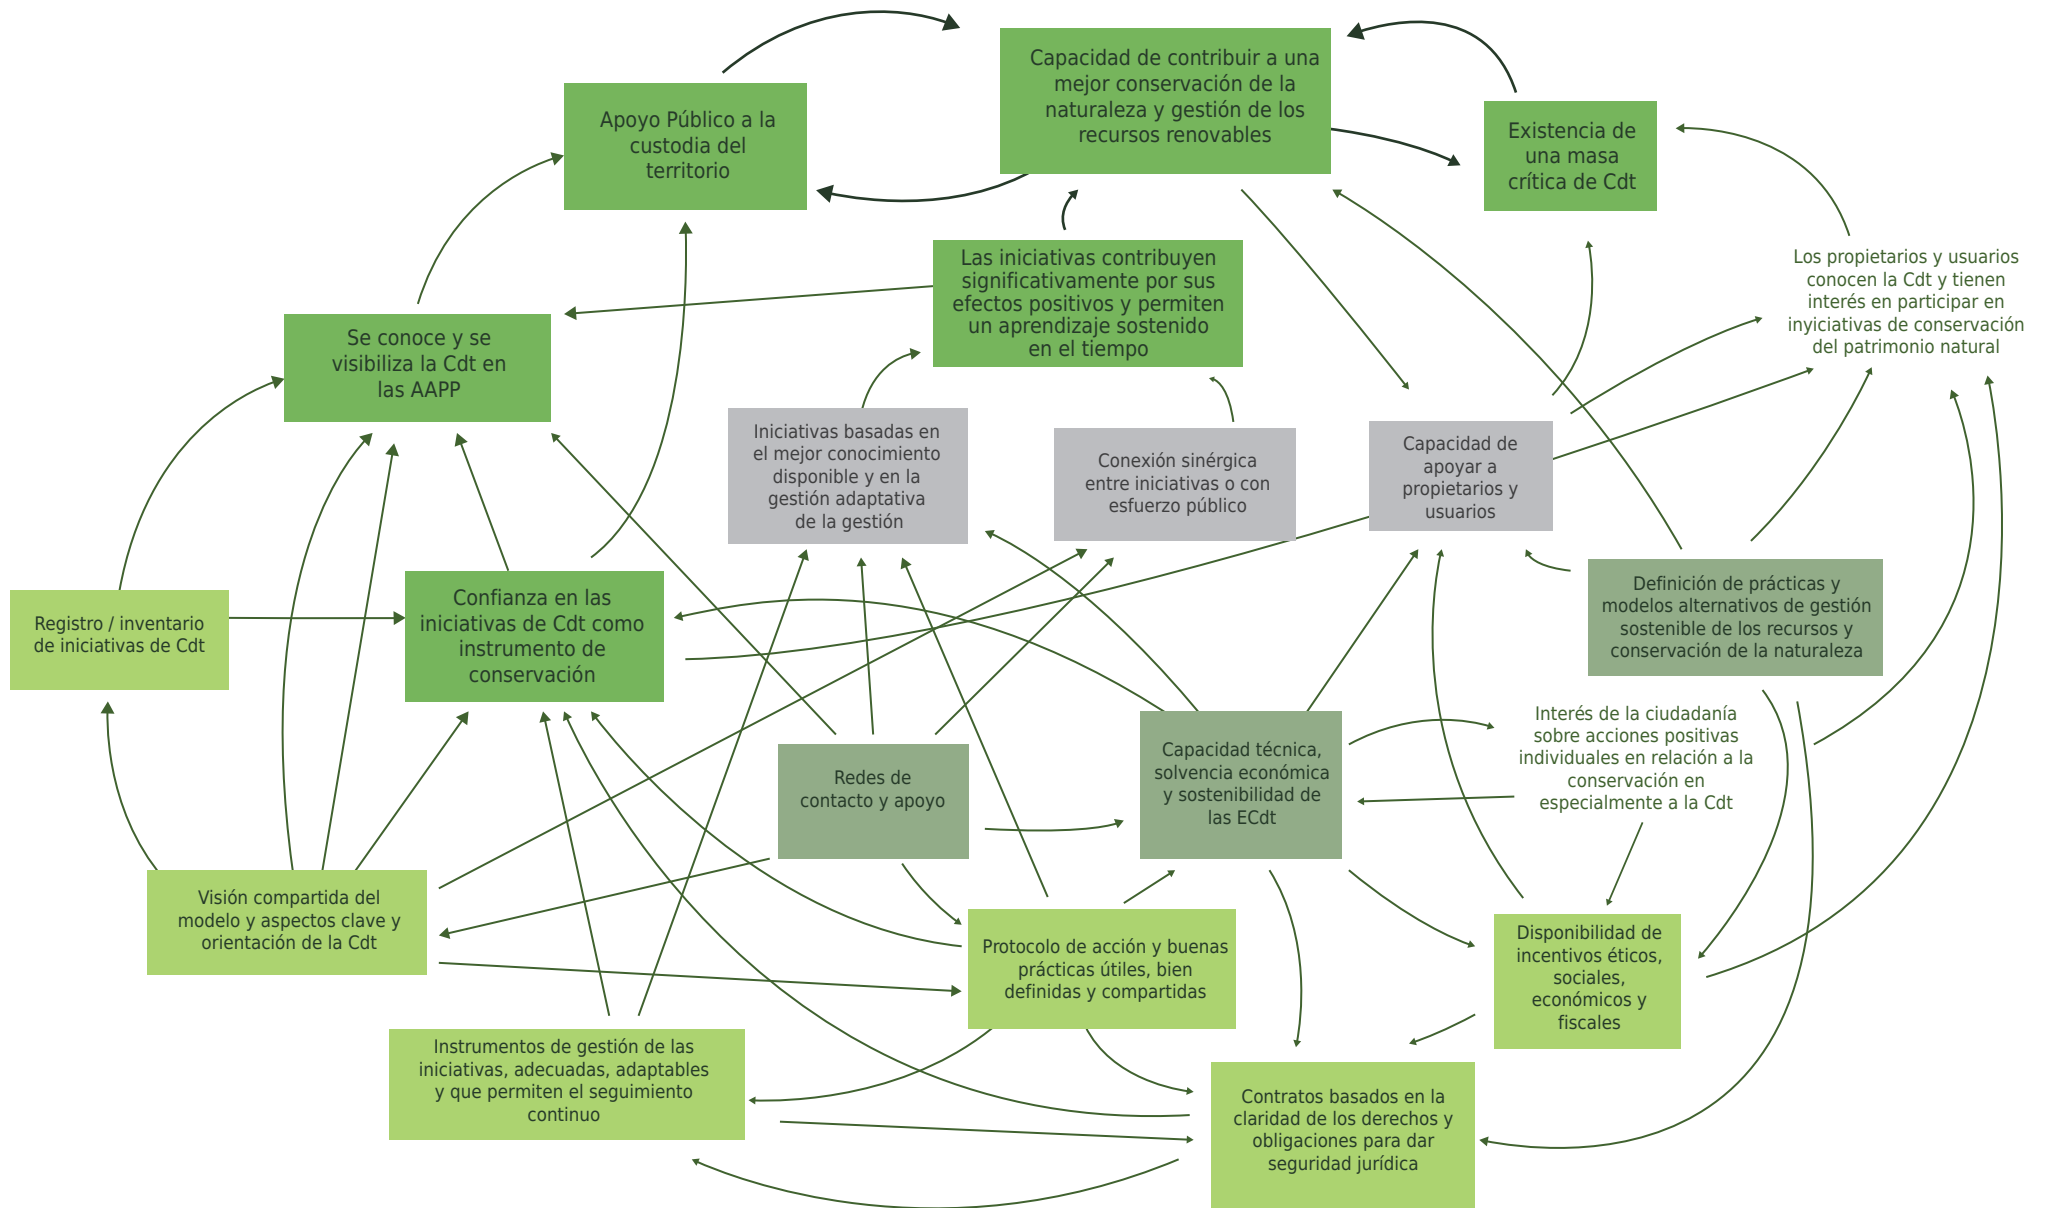 Capacidad de contribuir a una
mejor conservación de la
naturaleza y gestión de los
recursos renovables
Apoyo Público a la
custodia del
territorio
Existencia de
una masa
crítica de Cdt
Las iniciativas contribuyen
significativamente por sus
efectos positivos y permiten
un aprendizaje sostenido
en el tiempo
Los propietarios y usuarios
conocen la Cdt y tienen
interés en participar en
inyiciativas de conservación
del patrimonio natural
Se conoce y se
visibiliza la Cdt en
las AAPP
Iniciativas basadas en
el mejor conocimiento
disponible y en la
gestión adaptativa
de la gestión
Conexión sinérgica
entre iniciativas o con
esfuerzo público
Capacidad de
apoyar a
propietarios y
usuarios
Registro / inventario
de iniciativas de Cdt
Confianza en las
iniciativas de Cdt como
instrumento de
conservación
Definición de prácticas y
modelos alternativos de gestión
sostenible de los recursos y
conservación de la naturaleza
Redes de
contacto y apoyo
Capacidad técnica,
solvencia económica
y sostenibilidad de
las ECdt
Interés de la ciudadanía
sobre acciones positivas
individuales en relación a la
conservación en
especialmente a la Cdt
Visión compartida del
modelo y aspectos clave y
orientación de la Cdt
Protocolo de acción y buenas
prácticas útiles, bien
definidas y compartidas
Disponibilidad de
incentivos éticos,
sociales,
económicos y
fiscales
Instrumentos de gestión de las
iniciativas, adecuadas, adaptables
y que permiten el seguimiento
continuo
Contratos basados en la
claridad de los derechos y
obligaciones para dar
seguridad jurídica